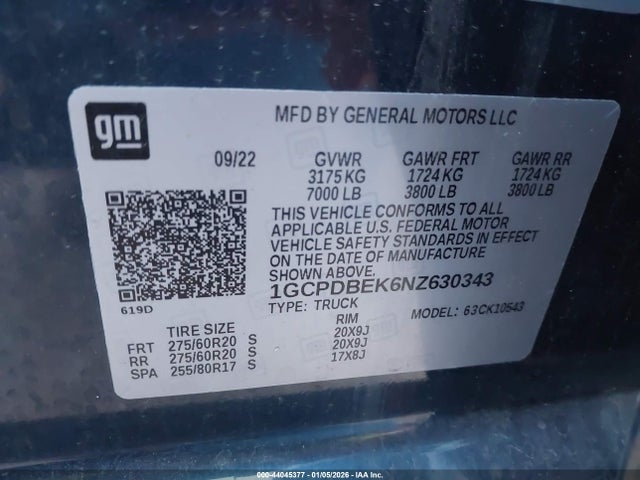 gm
MFD BY GENERAL MOTORS LLC
09/22 GVWR GAWR FRT GAWR RR
3175 KG 1724 KG 1724 KG
7000 LB 3800 LB 3800 LB
THIS VEHICLE CONFORMS TO ALL
APPLICABLE U.S. FEDERAL MOTOR
VEHICLE SAFETY STANDARDS IN EFFECT
ON THE DATE OF MANUFACTURE
SHOWN ABOVE.
1GCPDBEK6NZ630343
TYPE: TRUCK MODEL: 63CK10543
619D
TIRE SIZE RIM
FRT 275/60R20 S 20X9J
RR 275/60R20 S 20X9J
SPA 255/80R17 S 17X8J
000-44045377 - 01/05/2026 - IAA Inc.